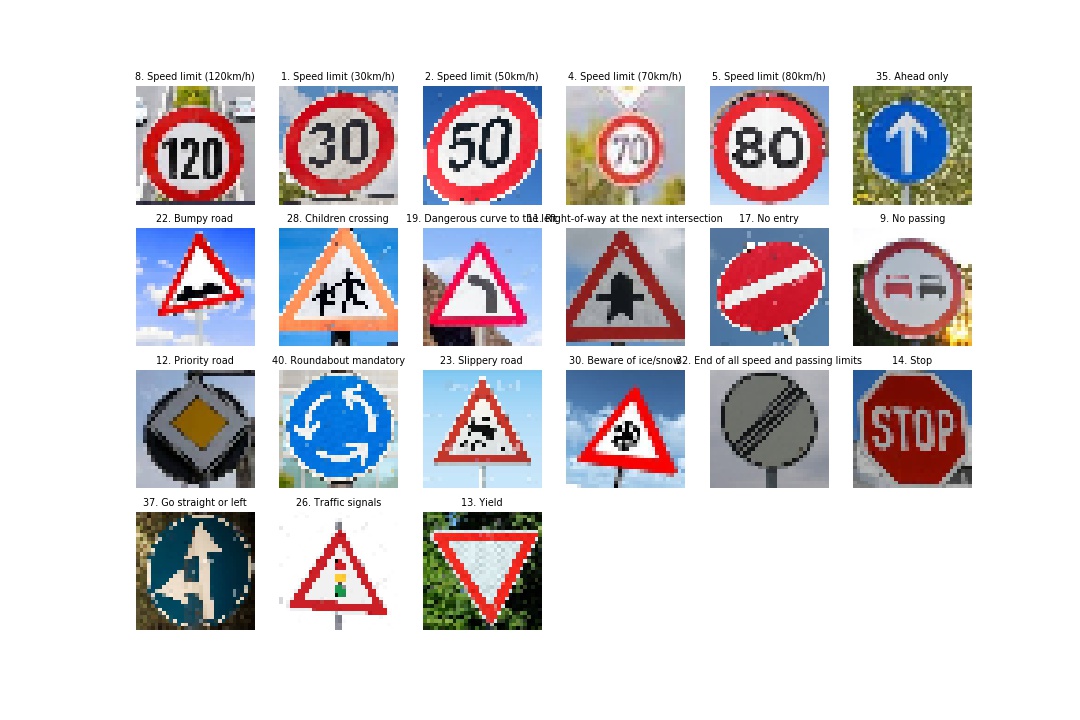 8. Speed limit (120km/h)
1. Speed limit (30km/h)
2. Speed limit (50km/h)
4. Speed limit (70km/h)
5. Speed limit (80km/h)
35. Ahead only
120
30
50
70
80
22. Bumpy road
28. Children crossing
19. Dangerous curve to the left
11. Right-of-way at the next intersection
17. No entry
9. No passing
12. Priority road
40. Roundabout mandatory
23. Slippery road
30. Beware of ice/snow
32. End of all speed and passing limits
14. Stop
STOP
37. Go straight or left
26. Traffic signals
13. Yield